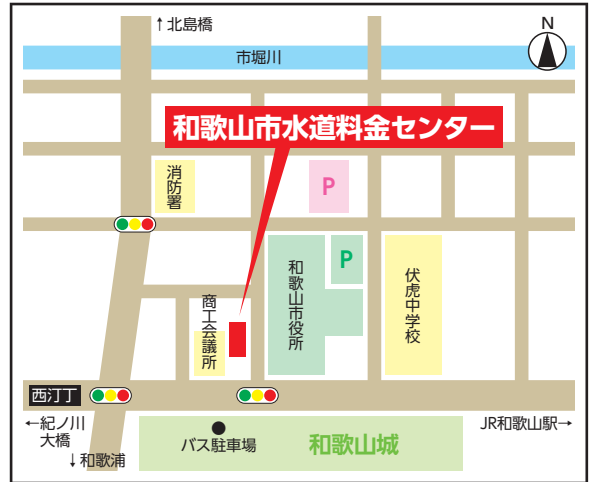 ↑北島橋
N
市堀川
和歌山市水道料金センター
消防署
P
P
和歌山市役所
伏虎中学校
商工会議所
西汀丁
←紀ノ川
大橋
↓和歌浦
バス駐車場
和歌山城
JR和歌山駅→